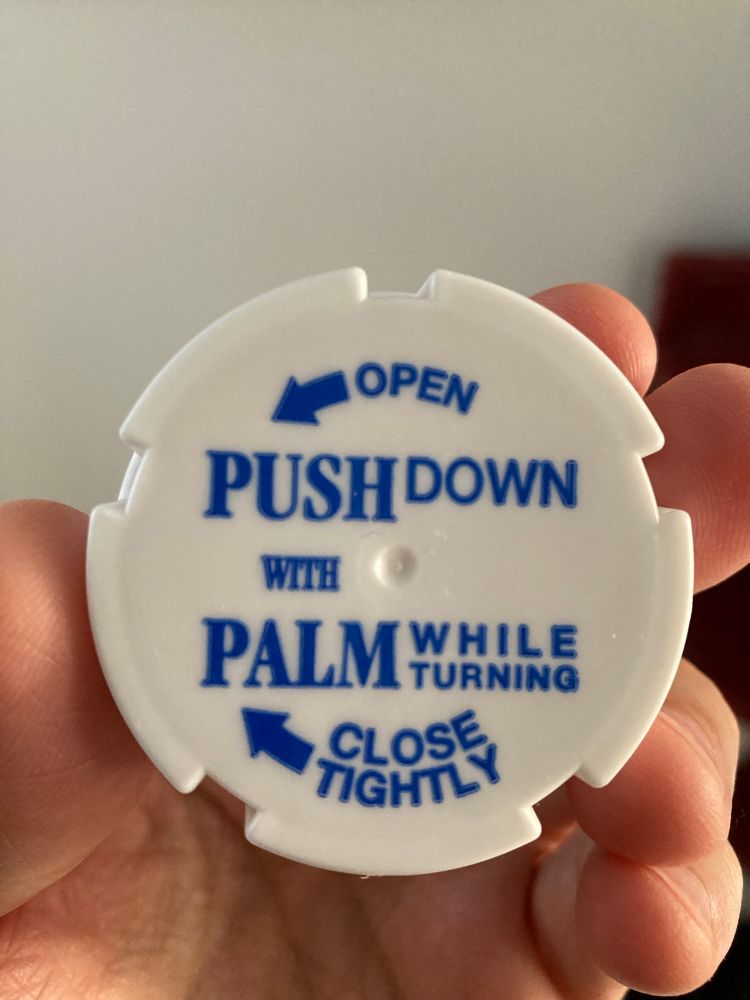 OPEN
PUSH DOWN
WITH
PALM WHILE
TURNING
CLOSE
TIGHTLY